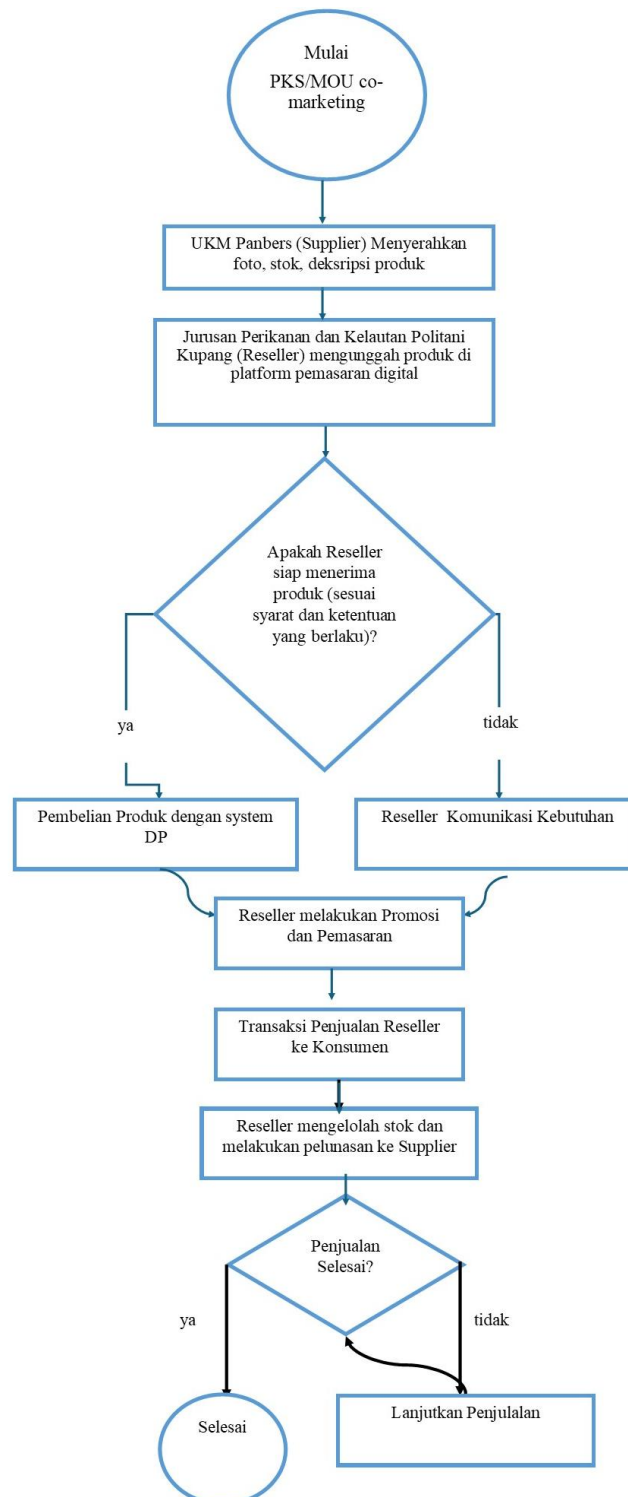 Mulai
PKS/MOU co-
marketing
UKM Panbers (Supplier) Menyerahkan
foto, stok, deksripsi produk
Jurusan Perikanan dan Kelautan Politani
Kupang (Reseller) mengunggah produk di
platform pemasaran digital
Apakah Reseller
siap menerima
produk (sesuai
syarat dan ketentuan
yang berlaku)?
ya
tidak
Pembelian Produk dengan system
DP
Reseller Komunikasi Kebutuhan
Reseller melakukan Promosi
dan Pemasaran
Transaksi Penjualan Reseller
ke Konsumen
Reseller mengelolah stok dan
melakukan pelunasan ke Supplier
Penjualan
Selesai?
ya
tidak
Selesai
Lanjutkan Penjulalan